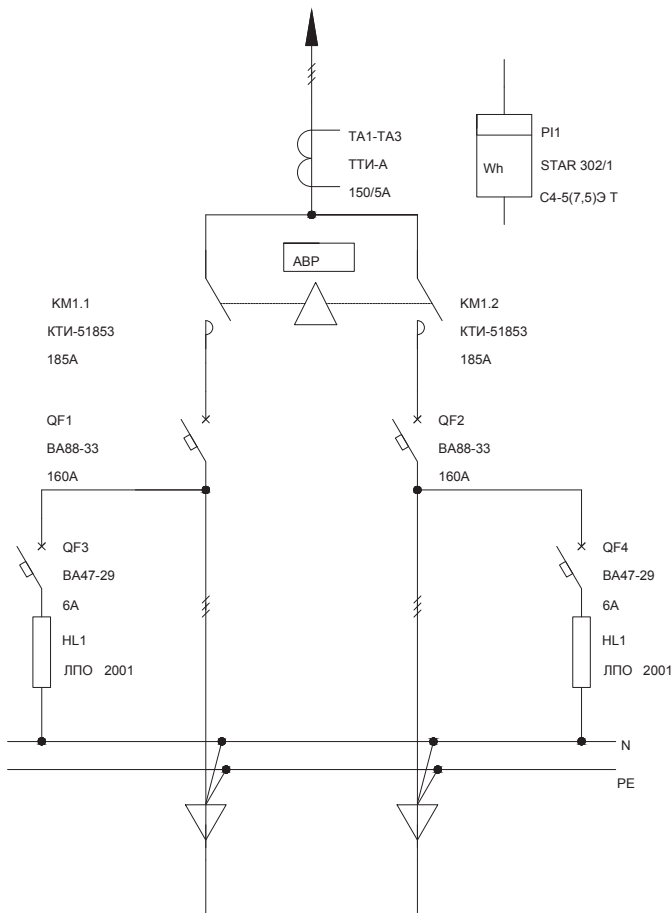 TA1-TA3
ТТИ-А
150/5А
PI1
Wh
STAR 302/1
С4-5(7,5)Э Т
АВР
KM1.1
КТИ-51853
185А
KM1.2
КТИ-51853
185А
QF1
ВА88-33
160А
QF2
ВА88-33
160А
QF3
ВА47-29
6А
HL1
ЛПО 2001
QF4
ВА47-29
6А
HL1
ЛПО 2001
N
PE